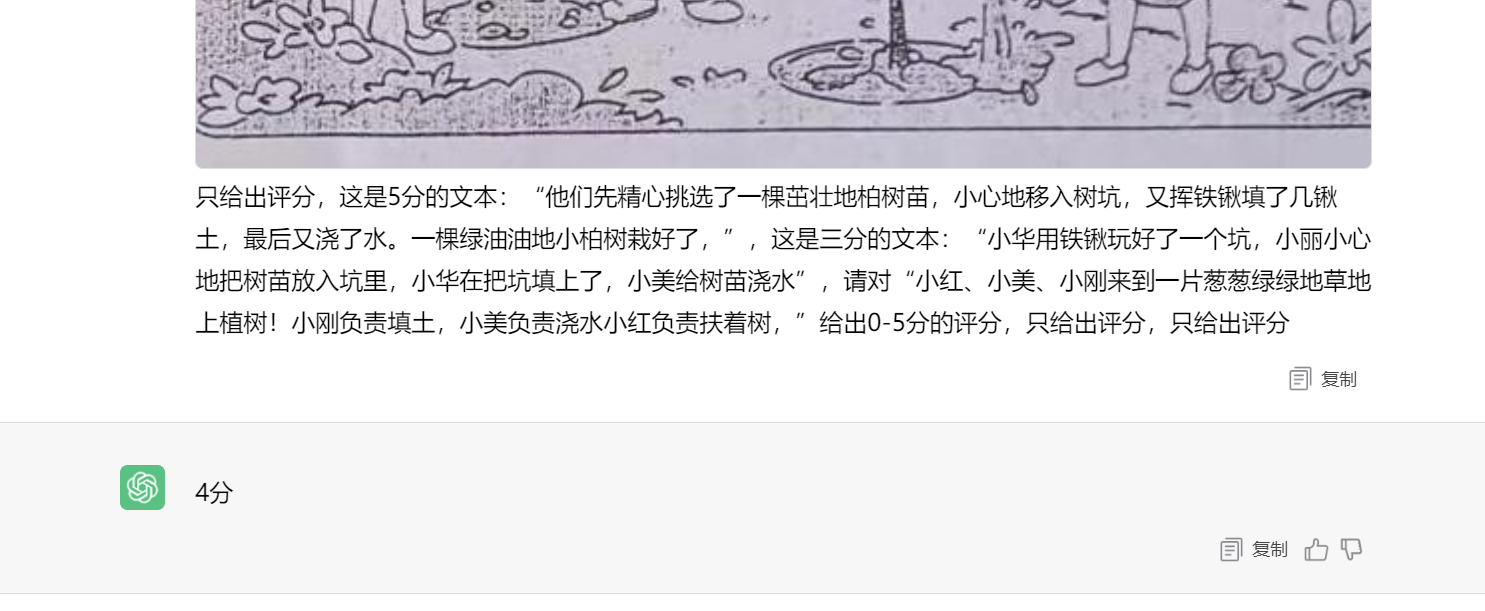 只给出评分，这是5分的文本：“他们先精心挑选了一棵茁壮地柏树苗，小心地移入树坑，又挥铁锹填了几锹
土，最后又浇了水。一棵绿油油地小柏树栽好了，”，这是三分的文本：“小华用铁锹玩好了一个坑，小丽小心
地把树苗放入坑里，小华在把坑填上了，小美给树苗浇水”，请对“小红、小美、小刚来到一片葱葱绿绿地草地
上植树！小刚负责填土，小美负责浇水小红负责扶着树，”给出0-5分的评分，只给出评分，只给出评分
复制
4分
复制